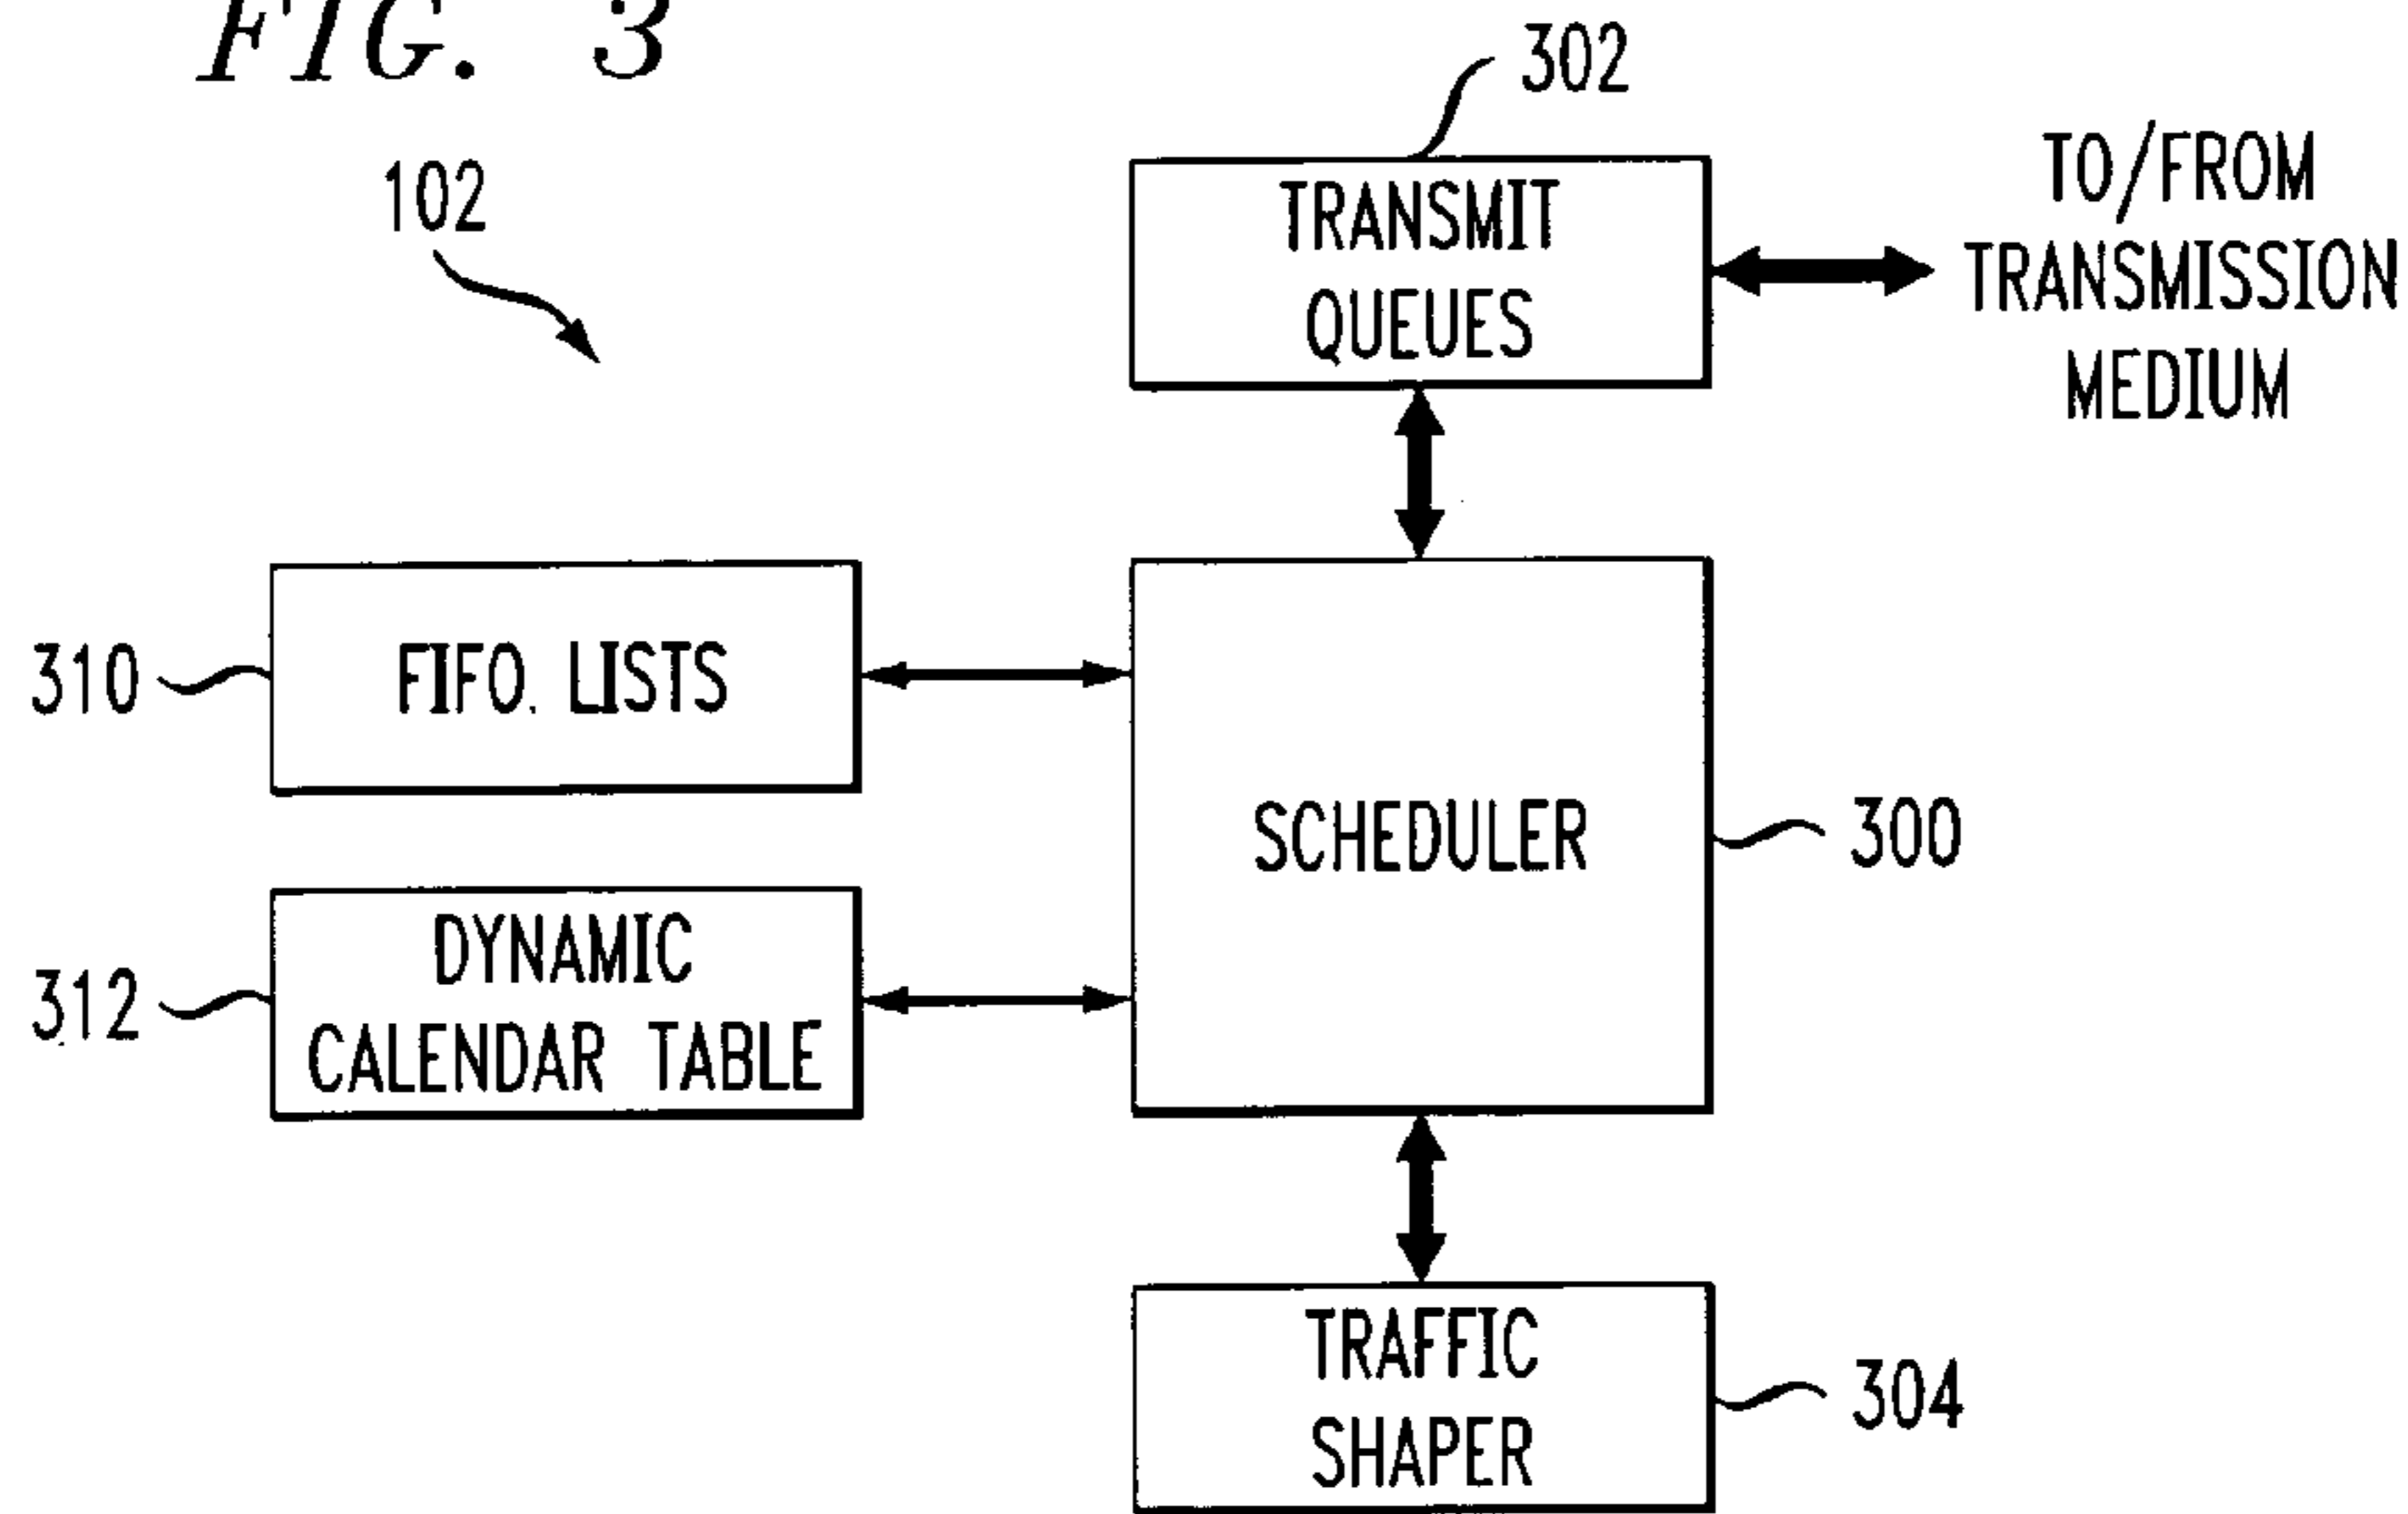 FIG. 3
302
102
TRANSMIT
QUEUES
TO/FROM
TRANSMISSION
MEDIUM
310
FIFO. LISTS
SCHEDULER
300
312
DYNAMIC
CALENDAR TABLE
TRAFFIC
SHAPER
304